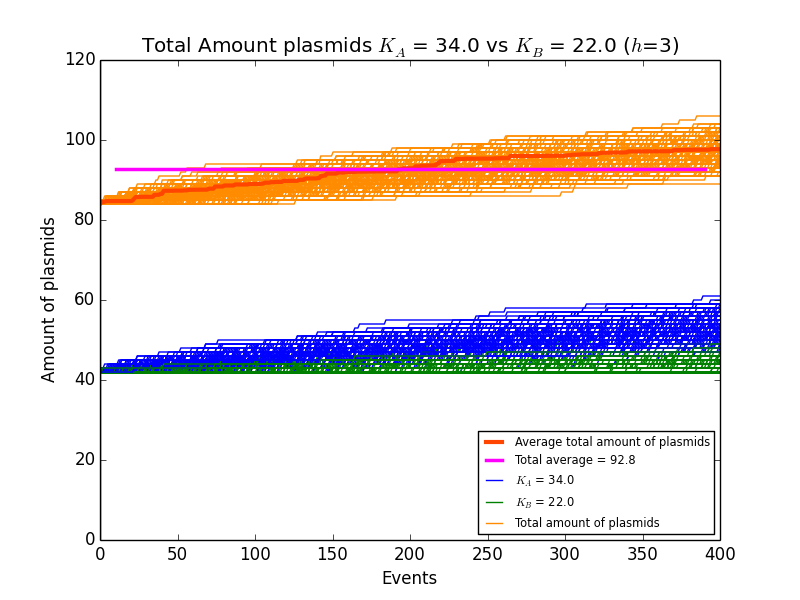 Total Amount plasmids K_A = 34.0 vs K_B = 22.0 (h=3)
120
100
80
60
40
20
0
Amount of plasmids
0 50 100 150 200 250 300 350 400
Events
Average total amount of plasmids
Total average = 92.8
K_A = 34.0
K_B = 22.0
Total amount of plasmids